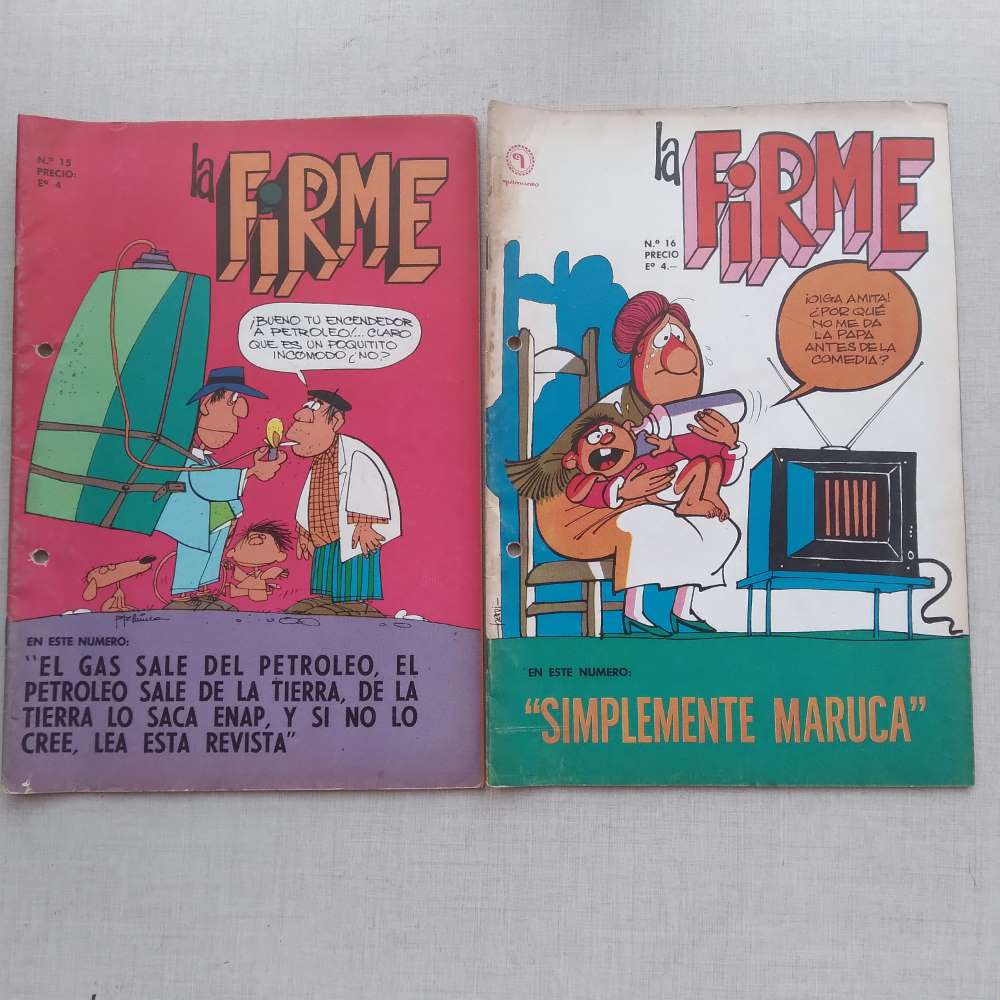 N.º 15
PRECIO:
Eº 4
la FiRME
¡BUENO TU ENCENDEDOR
A PETROLEO!...CLARO
QUE ES UN POQUITITO
INCOMODO ¿NO?
EN ESTE NUMERO:
"EL GAS SALE DEL PETROLEO, EL
PETROLEO SALE DE LA TIERRA, DE LA
TIERRA LO SACA ENAP, Y SI NO LO
CREE, LEA ESTA REVISTA"
la FiRME
N.º 16
PRECIO
Eº 4.–
¡OIGA AMITA!
¿POR QUÉ
NO ME DA
LA PAPA
ANTES DE LA
COMEDIA?
EN ESTE NUMERO:
"SIMPLEMENTE MARUCA"